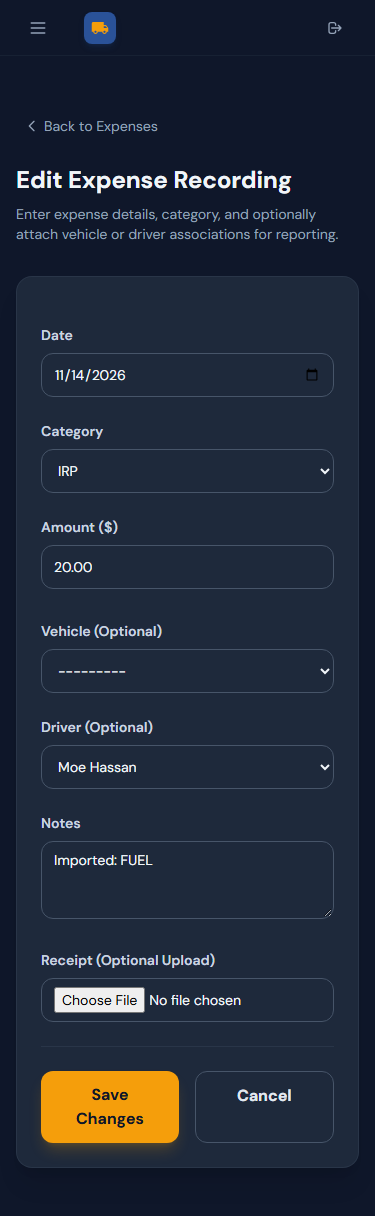 Back to Expenses
Edit Expense Recording
Enter expense details, category, and optionally
attach vehicle or driver associations for reporting.
Date
11/14/2026
Category
IRP
Amount ($)
20.00
Vehicle (Optional)
---------
Driver (Optional)
Moe Hassan
Notes
Imported: FUEL
Receipt (Optional Upload)
Choose File No file chosen
Save
Changes
Cancel